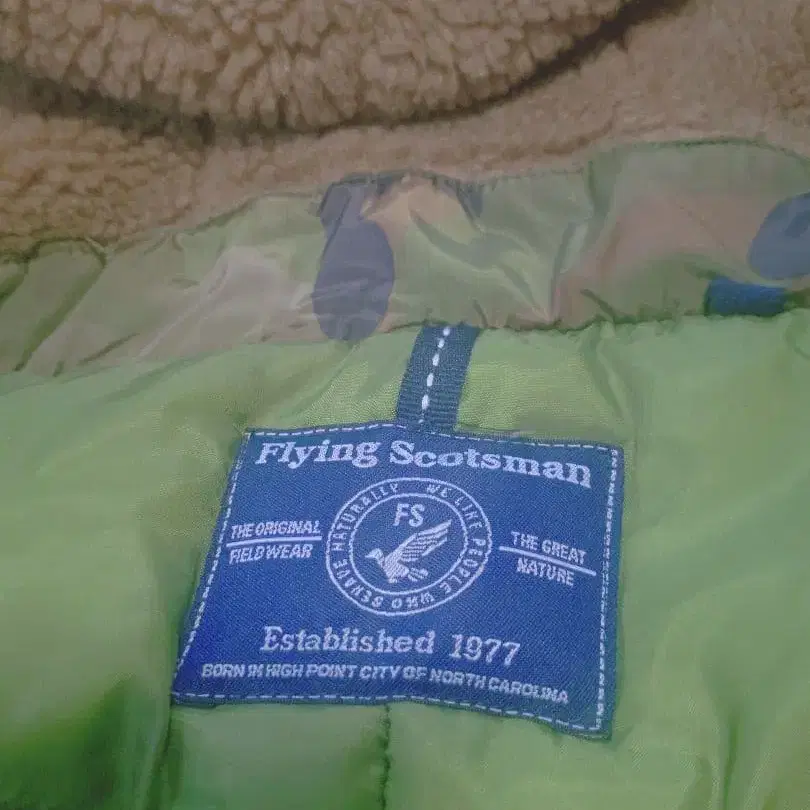 Flying Scotsman
NATURALLY WE LIKE PEOPLE WHO BEHAVE
FS
THE ORIGINAL
FIELD WEAR
THE GREAT
NATURE
Established 1977
BORN IN HIGH POINT CITY OF NORTH CAROLINA